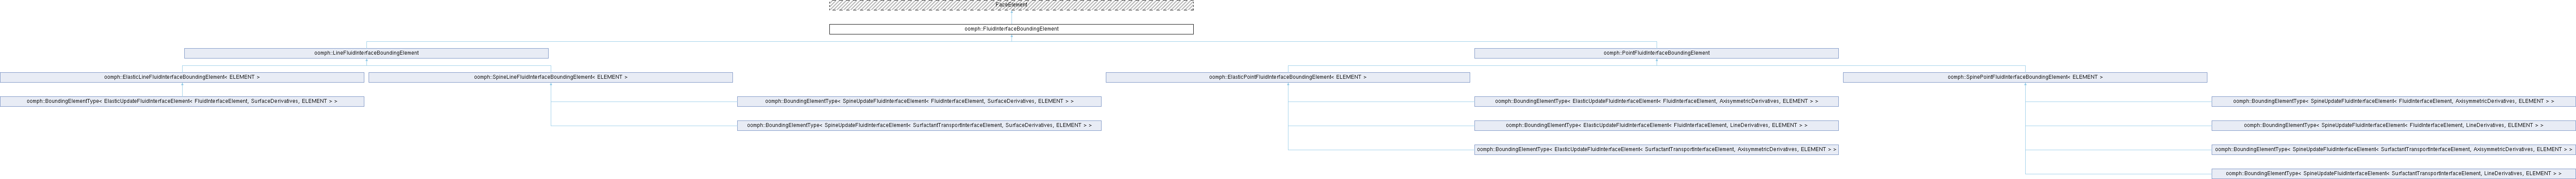 FaceElement
oomph::FluidInterfaceBoundingElement
oomph::LineFluidInterfaceBoundingElement
oomph::PointFluidInterfaceBoundingElement
oomph::ElasticLineFluidInterfaceBoundingElement< ELEMENT >
oomph::SpineLineFluidInterfaceBoundingElement< ELEMENT >
oomph::ElasticPointFluidInterfaceBoundingElement< ELEMENT >
oomph::SpinePointFluidInterfaceBoundingElement< ELEMENT >
oomph::BoundingElementType< ElasticUpdateFluidInterfaceElement< FluidInterfaceElement, SurfaceDerivatives, ELEMENT > >
oomph::BoundingElementType< SpineUpdateFluidInterfaceElement< FluidInterfaceElement, SurfaceDerivatives, ELEMENT > >
oomph::BoundingElementType< ElasticUpdateFluidInterfaceElement< FluidInterfaceElement, AxisymmetricDerivatives, ELEMENT > >
oomph::BoundingElementType< SpineUpdateFluidInterfaceElement< FluidInterfaceElement, AxisymmetricDerivatives, ELEMENT > >
oomph::BoundingElementType< SpineUpdateFluidInterfaceElement< SurfactantTransportInterfaceElement, SurfaceDerivatives, ELEMENT > >
oomph::BoundingElementType< ElasticUpdateFluidInterfaceElement< FluidInterfaceElement, LineDerivatives, ELEMENT > >
oomph::BoundingElementType< SpineUpdateFluidInterfaceElement< FluidInterfaceElement, LineDerivatives, ELEMENT > >
oomph::BoundingElementType< ElasticUpdateFluidInterfaceElement< SurfactantTransportInterfaceElement, AxisymmetricDerivatives, ELEMENT > >
oomph::BoundingElementType< SpineUpdateFluidInterfaceElement< SurfactantTransportInterfaceElement, AxisymmetricDerivatives, ELEMENT > >
oomph::BoundingElementType< SpineUpdateFluidInterfaceElement< SurfactantTransportInterfaceElement, LineDerivatives, ELEMENT > >